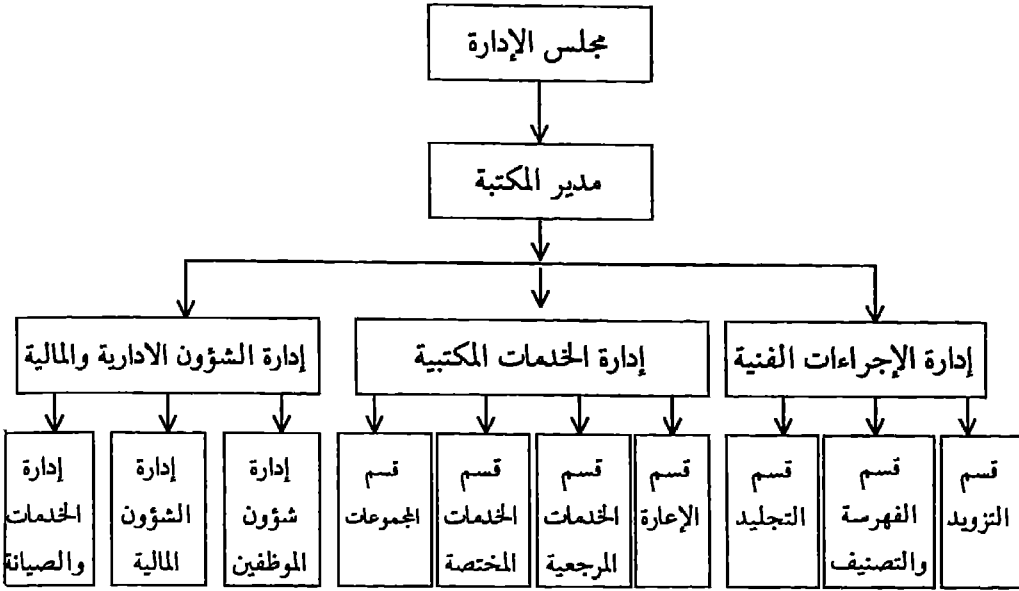 مجلس الإدارة
مدير المكتبة
إدارة الإجراءات الفنية
إدارة الخدمات المكتبية
إدارة الشؤون الادارية والمالية
قسم
التزويد
قسم
الفهرسة
والتصنيف
قسم
التجليد
قسم
الإعارة
قسم
الخدمات
المرجعية
قسم
الخدمات
المختصة
قسم
المجموعات
إدارة
شؤون
الموظفين
إدارة
الشؤون
المالية
إدارة
الخدمات
والصيانة